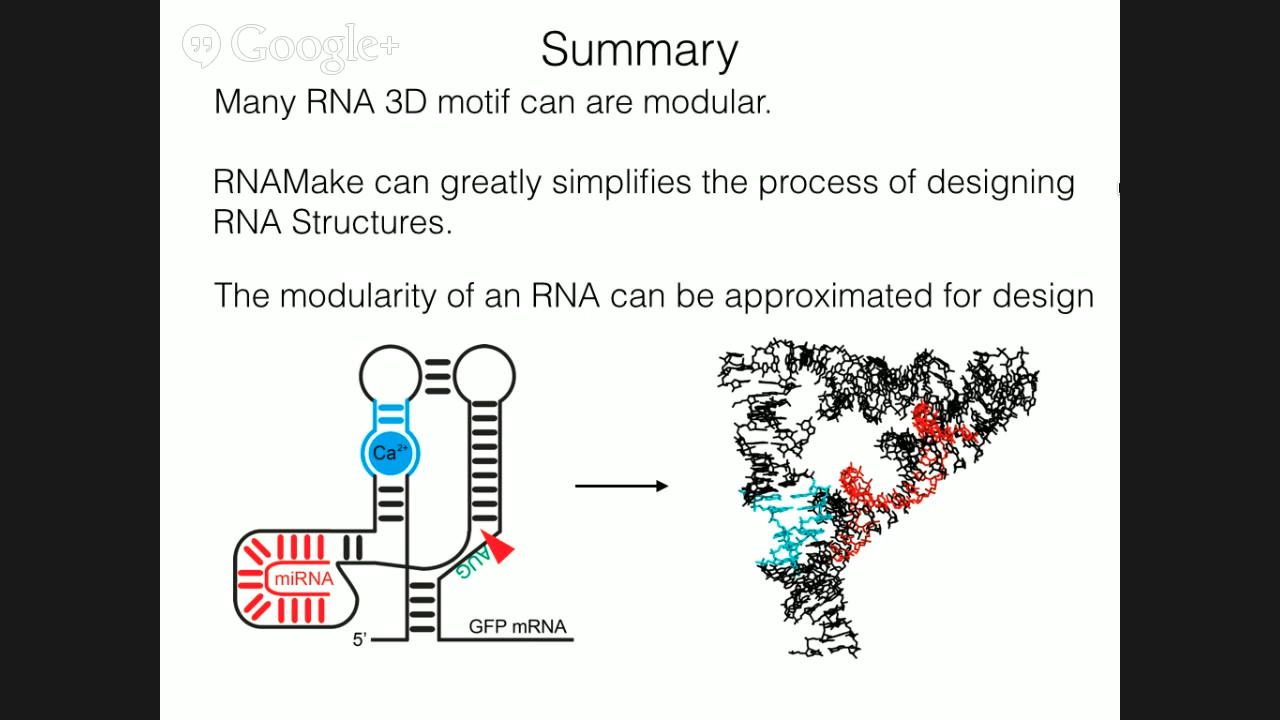 Google+
Summary
Many RNA 3D motif can are modular.
RNAMake can greatly simplifies the process of designing
RNA Structures.
The modularity of an RNA can be approximated for design
Ca²⁺
miRNA
AUG
5’
GFP mRNA